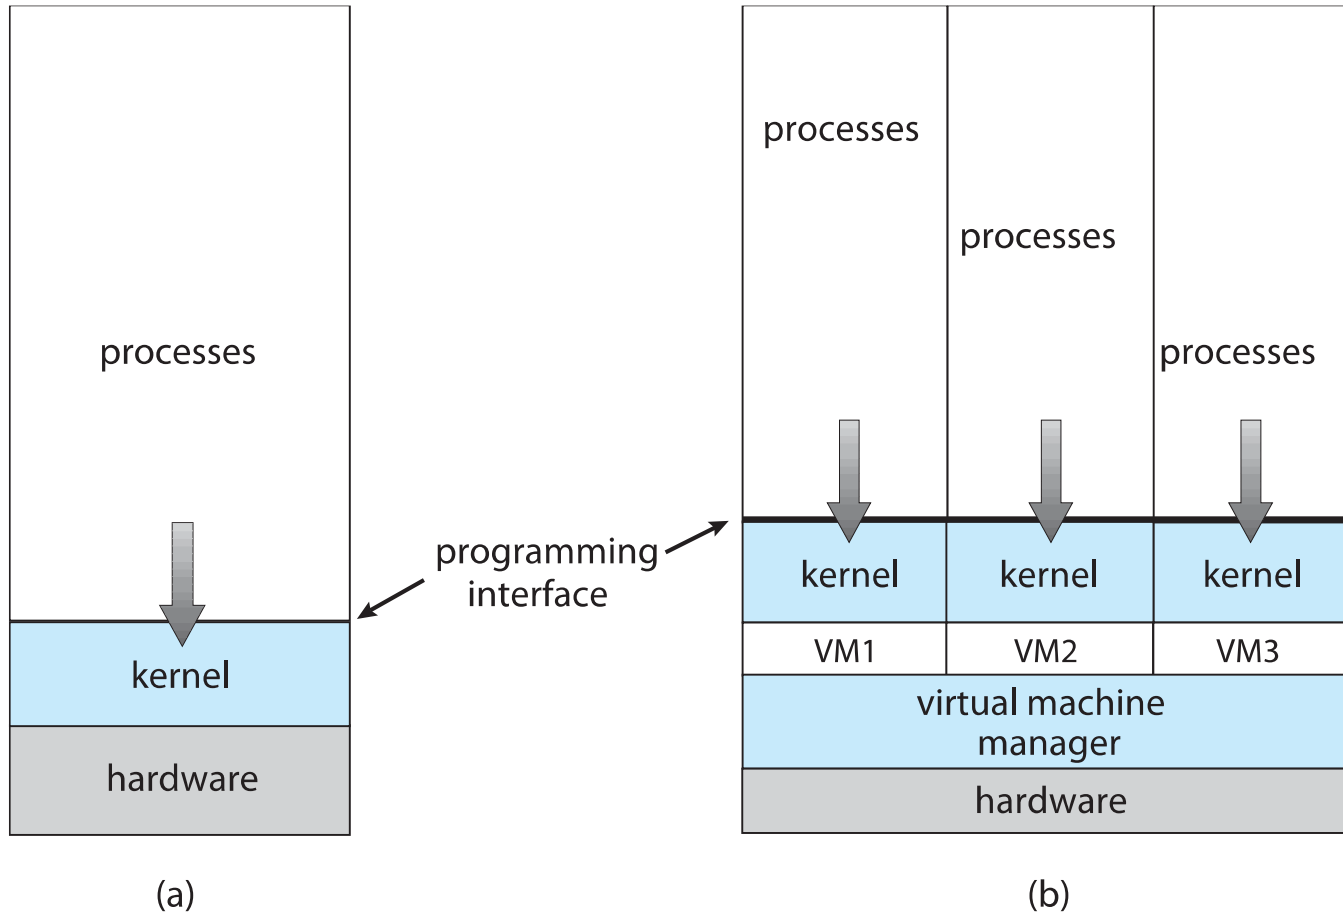 processes
programming
interface
kernel
hardware
(a)
processes
processes
processes
kernel
kernel
kernel
VM1
VM2
VM3
virtual machine
manager
hardware
(b)